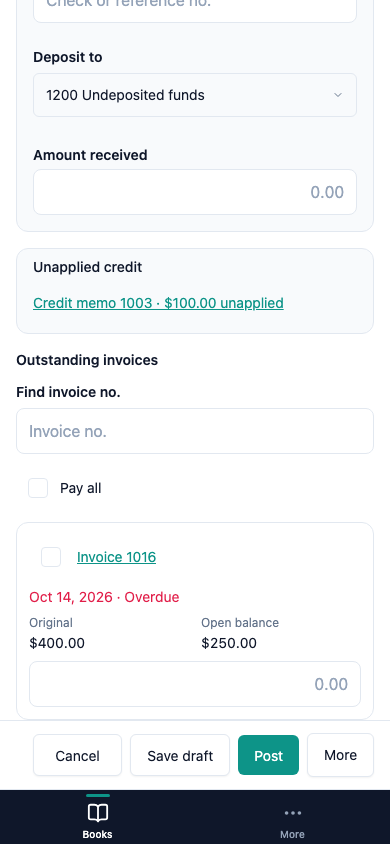 Check or reference no.
Deposit to
1200 Undeposited funds
Amount received
0.00
Unapplied credit
Credit memo 1003 · $100.00 unapplied
Outstanding invoices
Find invoice no.
Invoice no.
Pay all
Invoice 1016
Oct 14, 2026 · Overdue
Original Open balance
$400.00 $250.00
0.00
Cancel Save draft Post More
Books More